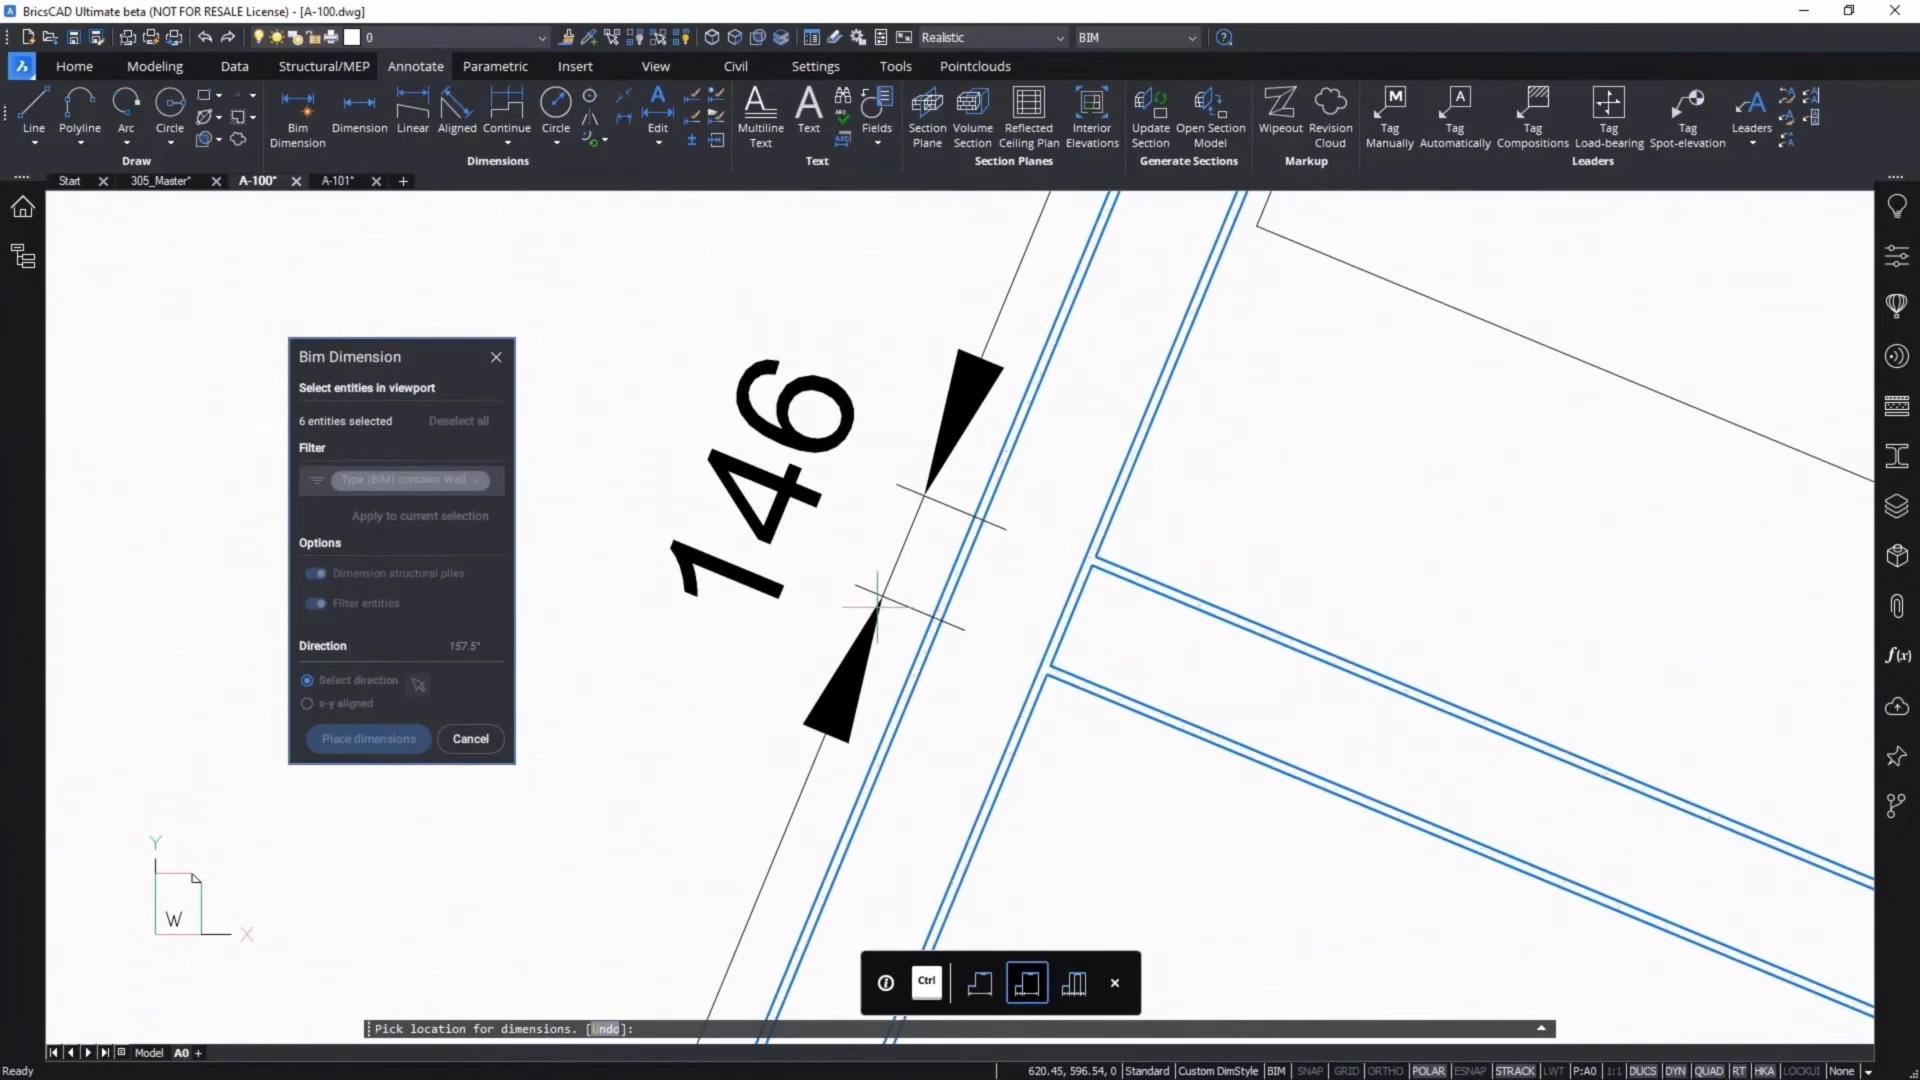 BricsCAD Ultimate beta (NOT FOR RESALE License) - [A-100.dwg]
0 Realistic BIM
Home Modeling Data Structural/MEP Annotate Parametric Insert View Civil Settings Tools Pointclouds
Line Polyline Arc Circle Bim Dimension Dimension Linear Aligned Continue Circle Edit Multiline Text Text Fields Section Plane Volume Section Reflected Ceiling Plan Interior Elevations Update Section Open Section Model Wipeout Revision Cloud Tag Manually Tag Automatically Tag Compositions Tag Load-bearing Tag Spot-elevation Leaders
Draw Dimensions Text Section Planes Generate Sections Markup Leaders
Start 305_Master* A-100* A-101*
146
Bim Dimension
Select entities in viewport
6 entities selected Deselect all
Filter
Type (BIM) contains Wall
Apply to current selection
Options
Dimension structural plies
Filter entities
Direction 157.5°
Select direction
x-y aligned
Place dimensions Cancel
Y
W
X
Ctrl
Pick location for dimensions. [Undo]:
Model A0
Ready 620.45, 596.54, 0 Standard Custom DimStyle BIM SNAP GRID ORTHO POLAR ESNAP STRACK LWT P:A0 1:1 DUCS DYN QUAD RT HKA LOCKUI None
f(x)